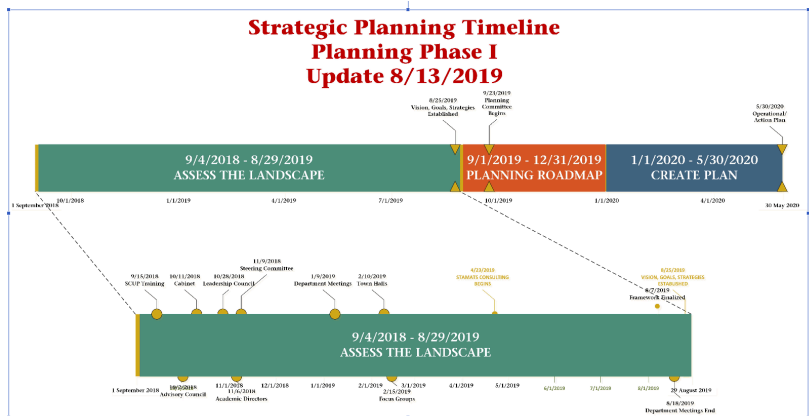 Strategic Planning Timeline
Planning Phase I
Update 8/13/2019
9/23/2019
Planning
Committee
Begins
8/25/2019
Vision, Goals, Strategies
Established
5/30/2020
Operational/
Action Plan
9/4/2018 - 8/29/2019
ASSESS THE LANDSCAPE
9/1/2019 - 12/31/2019
PLANNING ROADMAP
1/1/2020 - 5/30/2020
CREATE PLAN
1 September 2018
10/1/2018
1/1/2019
4/1/2019
7/1/2019
10/1/2019
1/1/2020
4/1/2020
30 May 2020
11/9/2018
Steering Committee
9/15/2018
SCUP Training
10/11/2018
Cabinet
10/28/2018
Leadership Council
1/9/2019
Department Meetings
2/10/2019
Town Halls
4/23/2019
STAMATS CONSULTING
BEGINS
8/25/2019
VISION, GOALS, STRATEGIES
ESTABLISHED
8/7/2019
Framework Finalized
9/4/2018 - 8/29/2019
ASSESS THE LANDSCAPE
1 September 2018
Advisory Council
11/1/2018
11/6/2018
Academic Directors
12/1/2018
1/1/2019
2/15/2019
Focus Groups
3/1/2019
4/1/2019
5/1/2019
6/1/2019
7/1/2019
8/1/2019
29 August 2019
8/18/2019
Department Meetings End